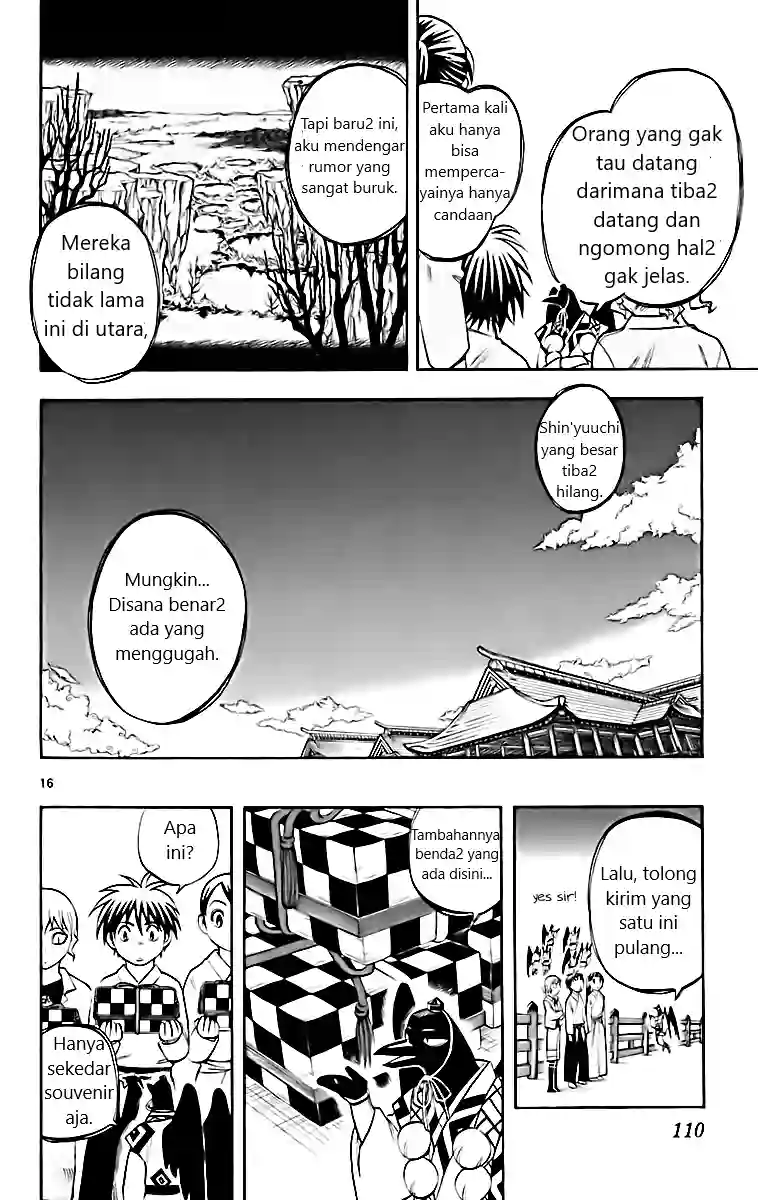 Orang yang gak
tau datang
darimana tiba2
datang dan
ngomong hal2
gak jelas.
Pertama kali
aku hanya
bisa
memperca-
yainya hanya
candaan
Tapi baru2 ini,
aku mendengar
rumor yang
sangat buruk.
Mereka
bilang
tidak lama
ini di utara,
Shin'yuuchi
yang besar
tiba2
hilang.
Mungkin...
Disana benar2
ada yang
menggugah.
16
Lalu, tolong
kirim yang
satu ini
pulang...
yes sir!
Tambahannya
benda2 yang
ada disini...
Apa
ini?
Hanya
sekedar
souvenir
aja.
110